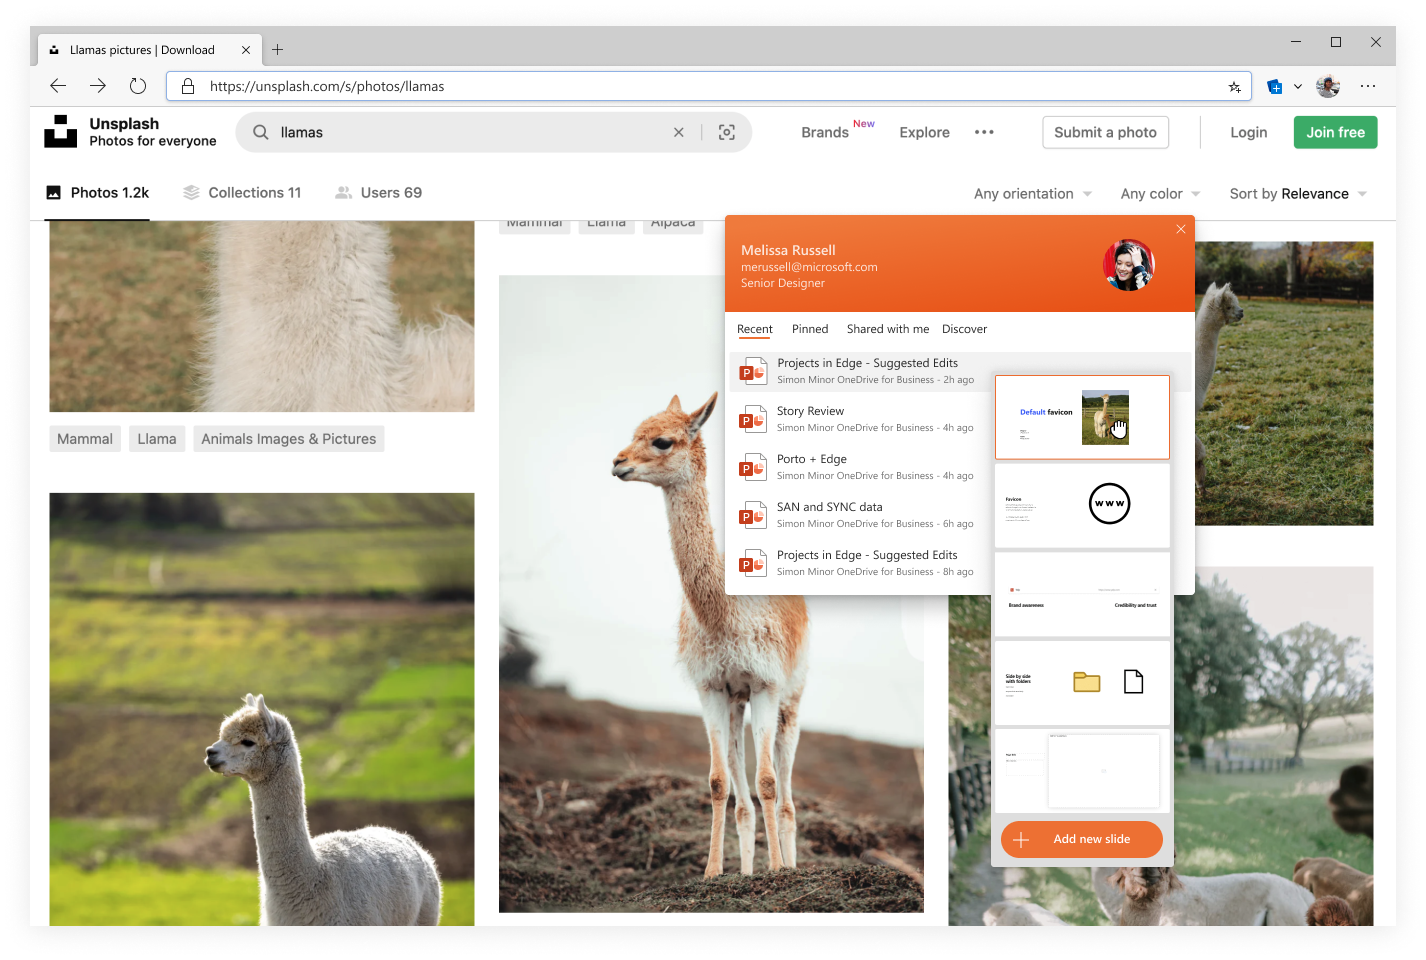 Llamas pictures | Download
https://unsplash.com/s/photos/llamas
Unsplash
Photos for everyone
llamas
Brands New
Explore
Submit a photo
Login
Join free
Photos 1.2k
Collections 11
Users 69
Any orientation
Any color
Sort by Relevance
Mammal
Llama
Alpaca
Mammal
Llama
Animals Images & Pictures
Melissa Russell
merussell@microsoft.com
Senior Designer
Recent
Pinned
Shared with me
Discover
Projects in Edge - Suggested Edits
Simon Minor OneDrive for Business - 2h ago
Story Review
Simon Minor OneDrive for Business - 4h ago
Porto + Edge
Simon Minor OneDrive for Business - 4h ago
SAN and SYNC data
Simon Minor OneDrive for Business - 6h ago
Projects in Edge - Suggested Edits
Simon Minor OneDrive for Business - 8h ago
Default favicon
Favicon
www
Brand awareness
Credibility and trust
Side by side
with folders
Add new slide